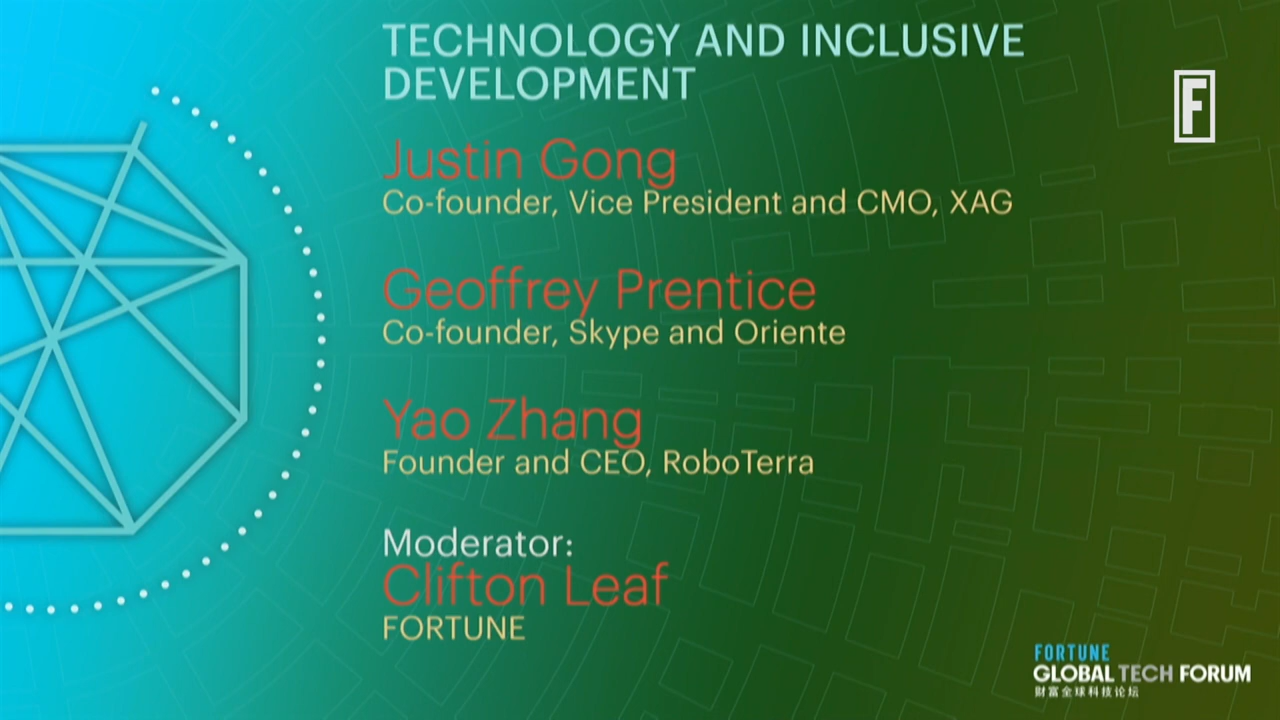 TECHNOLOGY AND INCLUSIVE
DEVELOPMENT
F
Justin Gong
Co-founder, Vice President and CMO, XAG
Geoffrey Prentice
Co-founder, Skype and Oriente
Yao Zhang
Founder and CEO, RoboTerra
Moderator:
Clifton Leaf
FORTUNE
FORTUNE
GLOBAL TECH FORUM
财富全球科技论坛